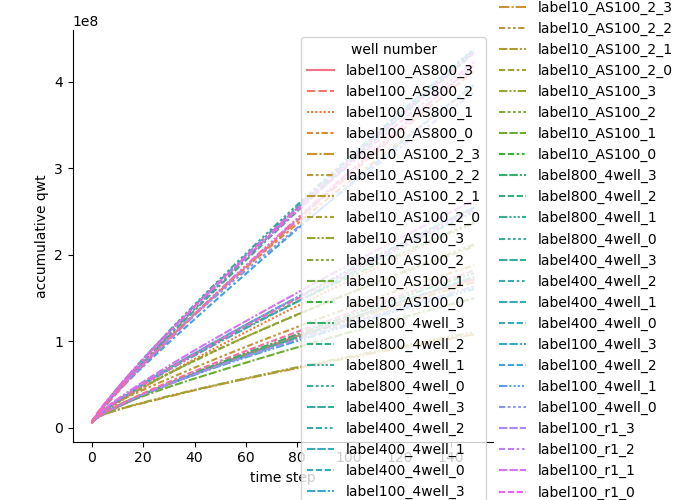 1e8
accumulative qwt
4
3
2
1
0
0
20
40
60
80
100
120
140
time step
well number
label100_AS800_3
label100_AS800_2
label100_AS800_1
label100_AS800_0
label10_AS100_2_3
label10_AS100_2_2
label10_AS100_2_1
label10_AS100_2_0
label10_AS100_3
label10_AS100_2
label10_AS100_1
label10_AS100_0
label800_4well_3
label800_4well_2
label800_4well_1
label800_4well_0
label400_4well_3
label400_4well_2
label400_4well_1
label400_4well_0
label100_4well_3
label10_AS100_2_3
label10_AS100_2_2
label10_AS100_2_1
label10_AS100_2_0
label10_AS100_3
label10_AS100_2
label10_AS100_1
label10_AS100_0
label800_4well_3
label800_4well_2
label800_4well_1
label800_4well_0
label400_4well_3
label400_4well_2
label400_4well_1
label400_4well_0
label100_4well_3
label100_4well_2
label100_4well_1
label100_4well_0
label100_r1_3
label100_r1_2
label100_r1_1
label100_r1_0